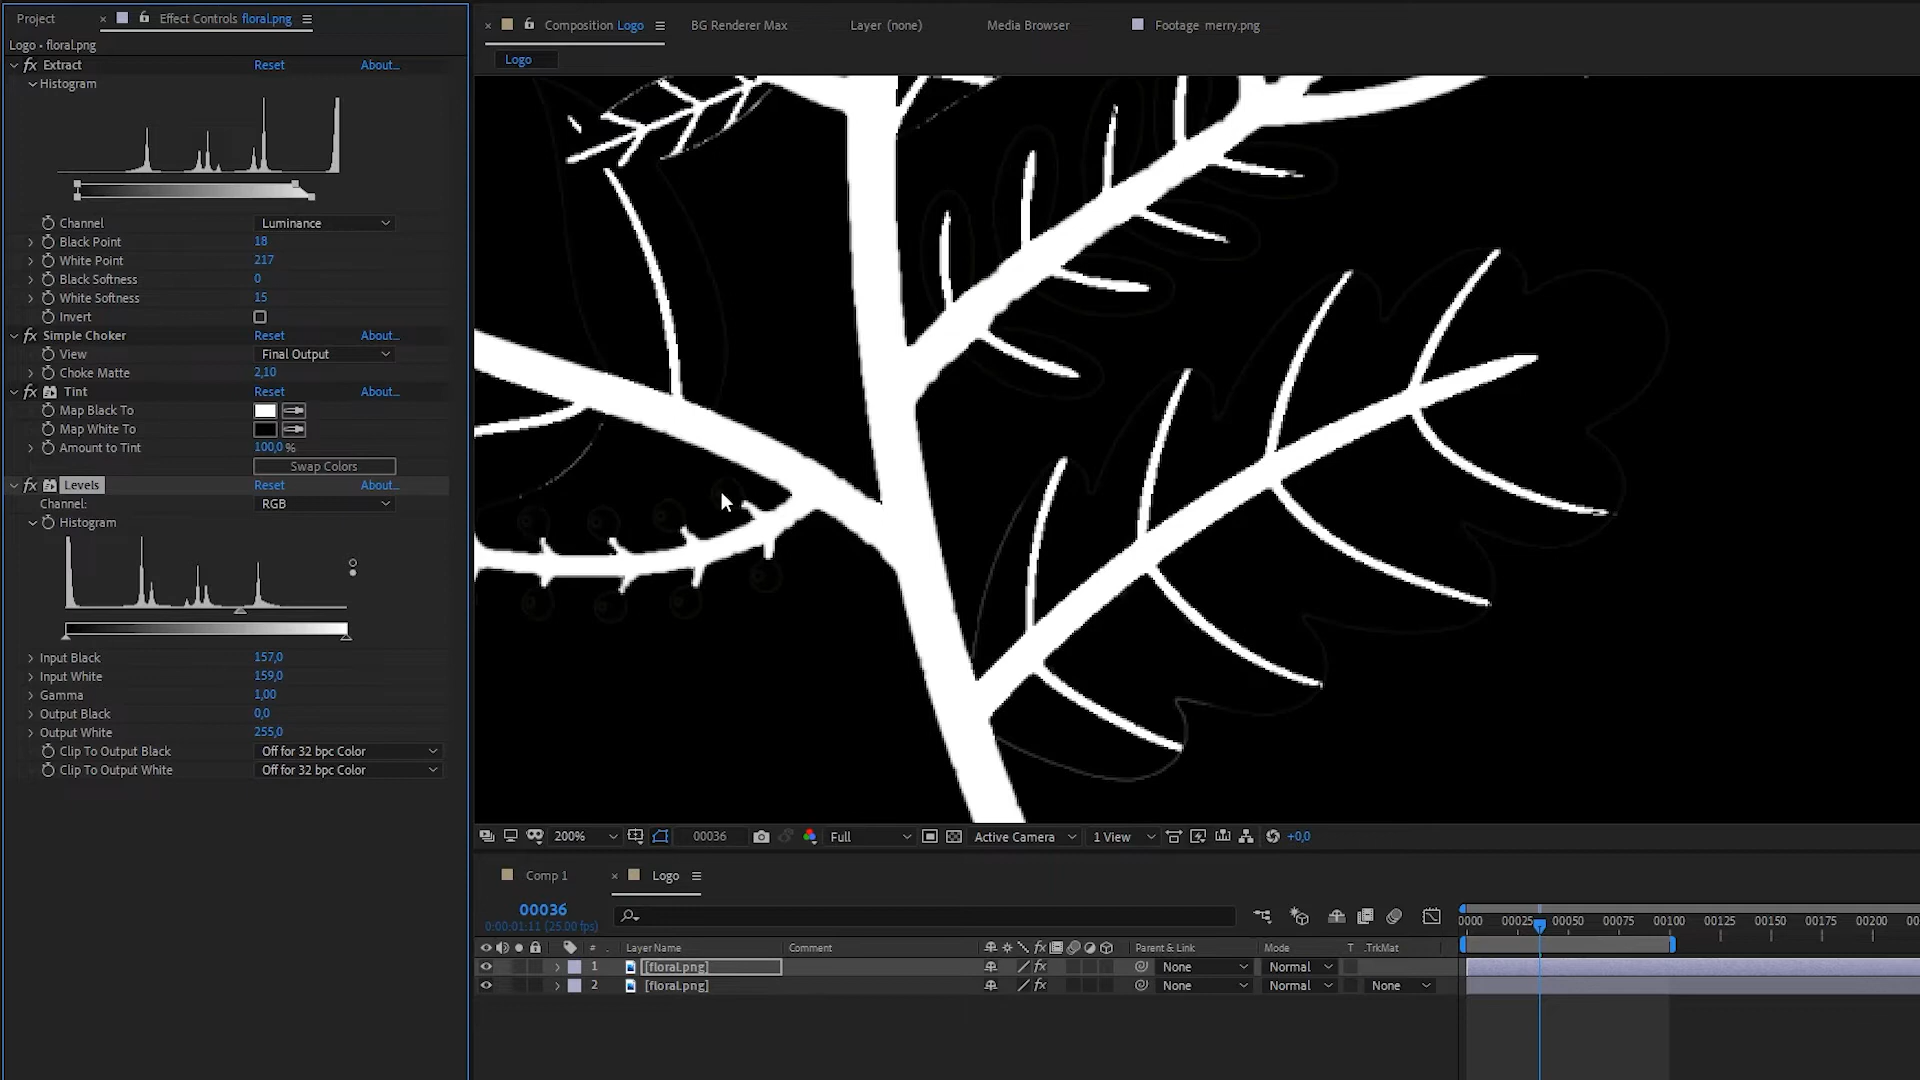 Project
× Effect Controls floral.png ≡
Logo • floral.png
fx Extract Reset About...
Histogram
Channel Luminance
Black Point 18
White Point 217
Black Softness 0
White Softness 15
Invert
fx Simple Choker Reset About...
View Final Output
Choke Matte 2,10
fx Tint Reset About...
Map Black To
Map White To
Amount to Tint 100,0 %
Swap Colors
fx Levels Reset About...
Channel: RGB
Histogram
Input Black 157,0
Input White 159,0
Gamma 1,00
Output Black 0,0
Output White 255,0
Clip To Output Black Off for 32 bpc Color
Clip To Output White Off for 32 bpc Color
× Composition Logo ≡ BG Renderer Max Layer (none) Media Browser Footage merry.png
Logo
200% 00036 Full Active Camera 1 View +0,0
Comp 1 × Logo ≡
00036
0:00:01:11 (25.00 fps)
0000 00025 00050 00075 00100 00125 00150 00175 00200 00
# . Layer Name Comment fx Parent & Link Mode T .TrkMat
1 [floral.png] fx None Normal
2 [floral.png] fx None Normal None